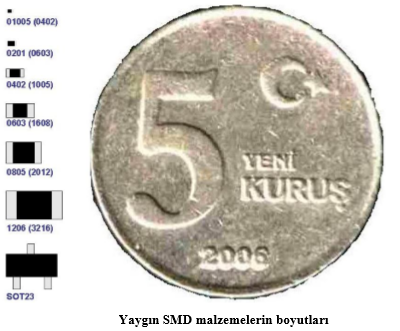 01005 (0402)
0201 (0603)
0402 (1005)
0603 (1608)
0805 (2012)
1206 (3216)
SOT23
5
YENİ
KURUŞ
2006
Yaygın SMD malzemelerin boyutları